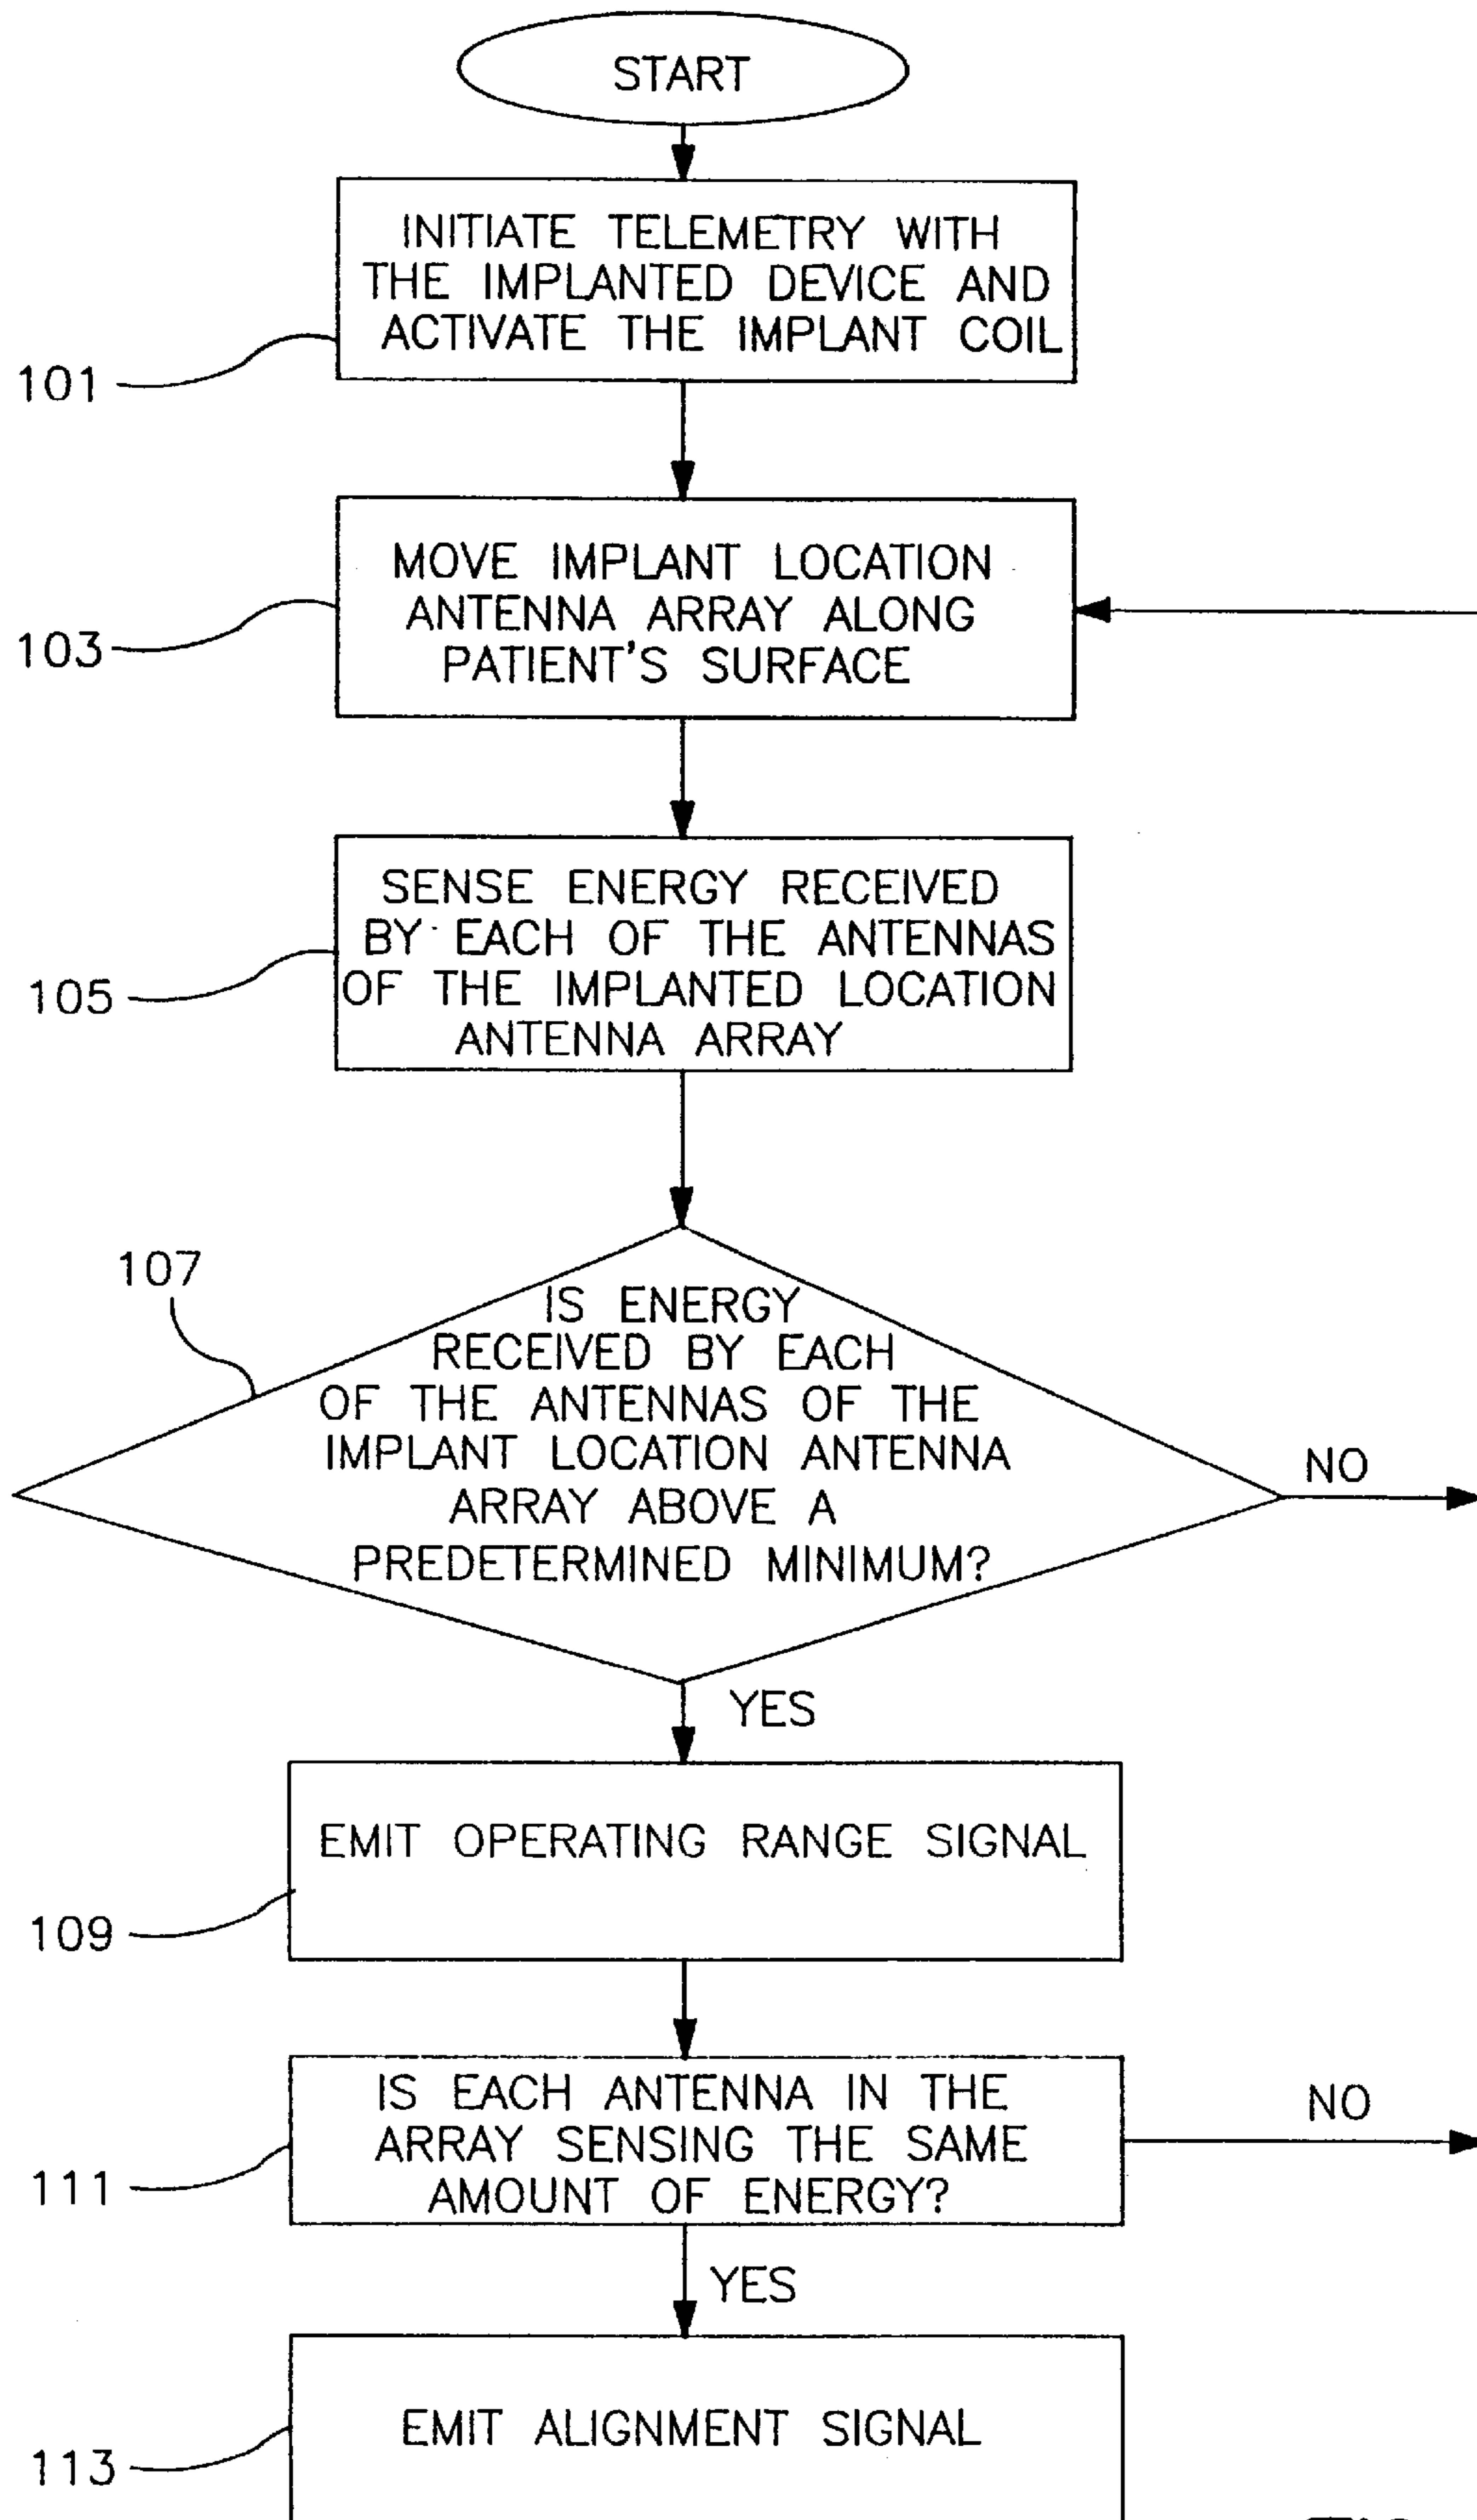 START
INITIATE TELEMETRY WITH
THE IMPLANTED DEVICE AND
ACTIVATE THE IMPLANT COIL
101
MOVE IMPLANT LOCATION
ANTENNA ARRAY ALONG
PATIENT'S SURFACE
103
SENSE ENERGY RECEIVED
BY EACH OF THE ANTENNAS
OF THE IMPLANTED LOCATION
ANTENNA ARRAY
105
107
IS ENERGY
RECEIVED BY EACH
OF THE ANTENNAS OF THE
IMPLANT LOCATION ANTENNA
ARRAY ABOVE A
PREDETERMINED MINIMUM?
NO
YES
EMIT OPERATING RANGE SIGNAL
109
IS EACH ANTENNA IN THE
ARRAY SENSING THE SAME
AMOUNT OF ENERGY?
NO
111
YES
EMIT ALIGNMENT SIGNAL
113